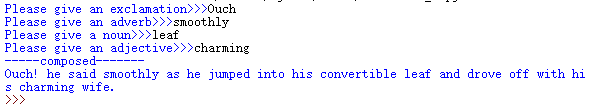 Please give an exclamation>>>Ouch
Please give an adverb>>>smoothly
Please give a noun>>>leaf
Please give an adjective>>>charming
-----composed-------
Ouch! he said smoothly as he jumped into his convertible leaf and drove off with hi
s charming wife.
>>>